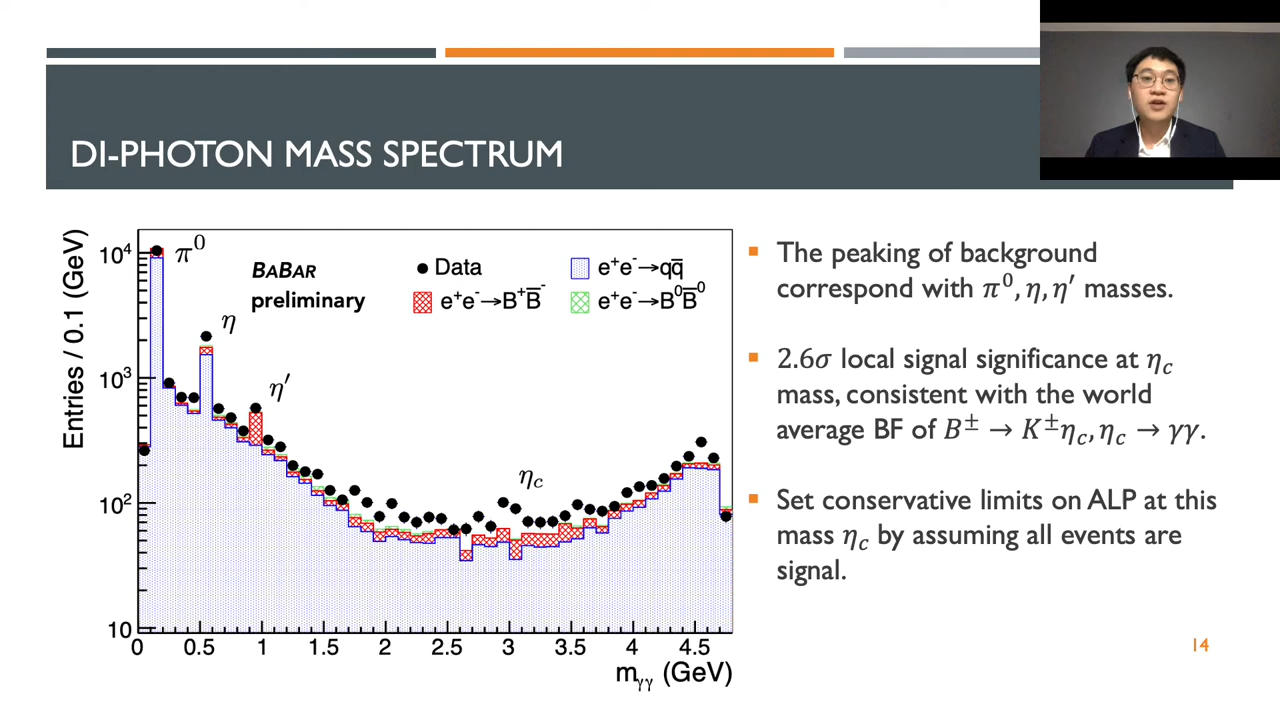 DI-PHOTON MASS SPECTRUM
Entries / 0.1 (GeV)
10⁴
10³
10²
10
π⁰
η
η′
η_c
BABAR
preliminary
Data
e⁺e⁻→qq̅
e⁺e⁻→B⁺B̅⁻
e⁺e⁻→B⁰B̅⁰
0 0.5 1 1.5 2 2.5 3 3.5 4 4.5
m_γγ (GeV)
▪ The peaking of background
correspond with π⁰, η, η′ masses.
▪ 2.6σ local signal significance at η_c
mass, consistent with the world
average BF of B^± → K^±η_c, η_c → γγ.
▪ Set conservative limits on ALP at this
mass η_c by assuming all events are
signal.
14